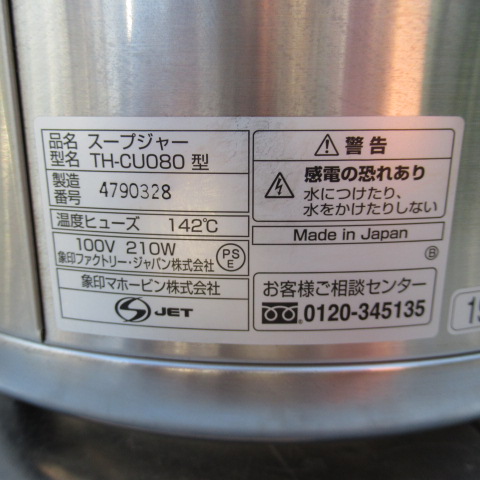 品名 スープジャー
型名 TH-CU080 型
製造番号 4790328
温度ヒューズ 142℃
100V 210W
象印ファクトリー・ジャパン株式会社
PS E
象印マホービン株式会社
JET
警告
感電の恐れあり
水につけたり、
水をかけたりしない
Made in Japan
B
お客様ご相談センター
0120-345135